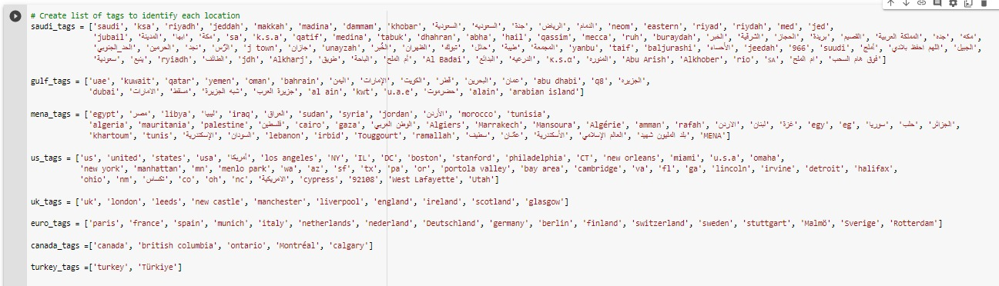 # Create list of tags to identify each location
saudi_tags = ['saudi', 'ksa', 'riyadh', 'jeddah', 'makkah', 'madina', 'dammam', 'khobar', 'السعودية', 'السعوديه', 'جدة', 'الرياض', 'الدمام', 'neom', 'eastern', 'riyad', 'riydah', 'med', 'jed',
'jubail', 'المدينة', 'ابها', 'مكة', 'sa', 'k.s.a', 'qatif', 'medina', 'tabuk', 'dhahran', 'abha', 'hail', 'qassim', 'mecca', 'ruh', 'buraydah', 'الخبر', 'الشرقية', 'الحجاز', 'بريدة', 'القصيم', 'المملكة العربية', 'جده', 'مكه',
'الحد_الجنوبي', 'الرّس', 'نجد', 'الحرمين', 'j town', 'جازان', 'unayzah', 'الخُبر', 'الظهران', 'تبوك', 'حائل', 'طيبة', 'المجمعة', 'yanbu', 'taif', 'baljurashi', 'الأحساء', 'jeedah', '966', 'suudi', 'أملج', 'اللهم احفظ بلادي', 'الجبيل',
'سعودية', 'ينبع', 'ryiadh', 'الطائف', 'jdh', 'Alkharj', 'طويق', 'الباحة', 'أم الملح', 'Al Badai', 'البدائع', 'الدرعيه', 'κ.s.α', 'المنوره', 'Abu Arish', 'Alkhober', 'rio', 'SA', 'ام الملح', 'فوق هام السحب']
gulf_tags = ['uae', 'kuwait', 'qatar', 'yemen', 'oman', 'bahrain', 'اليمن', 'الإمارات', 'الكويت', 'قطر', 'البحرين', 'عمان', 'abu dhabi', 'q8', 'الجزيره',
'dubai', 'الامارات', 'مسقط', 'شبه الجزيرة', 'جزيرة العرب', 'al ain', 'kwt', 'u.a.e', 'حضرموت', 'alain', 'arabian island']
mena_tags = ['egypt', 'مصر', 'libya', 'ليبيا', 'iraq', 'العراق', 'sudan', 'syria', 'jordan', 'الأردن', 'morocco', 'tunisia',
'algeria', 'mauritania', 'palestine', 'فلسطين', 'cairo', 'gaza', 'الوطن العربي', 'Algiers', 'Marrakech', 'Mansoura', 'Algérie', 'amman', 'rafah', 'الاردن', 'لبنان', 'غزة', 'egy', 'eg', 'سوريا', 'حلب', 'الجزائر',
'khartoum', 'tunis', 'الإسكندرية', 'السودان', 'lebanon', 'irbid', 'Touggourt', 'ramallah', 'سطيف', 'عمّان', 'الأسكندرية', 'العالم الإسلامي', 'بلد المليون شهيد', 'MENA']
us_tags = ['us', 'united', 'states', 'usa', 'أمريكا', 'los angeles', 'NY', 'IL', 'DC', 'boston', 'stanford', 'philadelphia', 'CT', 'new orleans', 'miami', 'u.s.a', 'omaha',
'new york', 'manhattan', 'mn', 'menlo park', 'wa', 'az', 'sf', 'tx', 'pa', 'or', 'portola valley', 'bay area', 'cambridge', 'va', 'fl', 'ga', 'lincoln', 'irvine', 'detroit', 'halifax',
'ohio', 'nm', 'تكساس', 'co', 'oh', 'nc', 'الامريكية', 'cypress', '92108', 'West Lafayette', 'Utah']
uk_tags = ['uk', 'london', 'leeds', 'new castle', 'manchester', 'liverpool', 'england', 'ireland', 'scotland', 'glasgow']
euro_tags = ['paris', 'france', 'spain', 'munich', 'italy', 'netherlands', 'nederland', 'Deutschland', 'germany', 'berlin', 'finland', 'switzerland', 'sweden', 'stuttgart', 'Malmö', 'Sverige', 'Rotterdam']
canada_tags =['canada', 'british columbia', 'ontario', 'Montréal', 'calgary']
turkey_tags =['turkey', 'Türkiye']